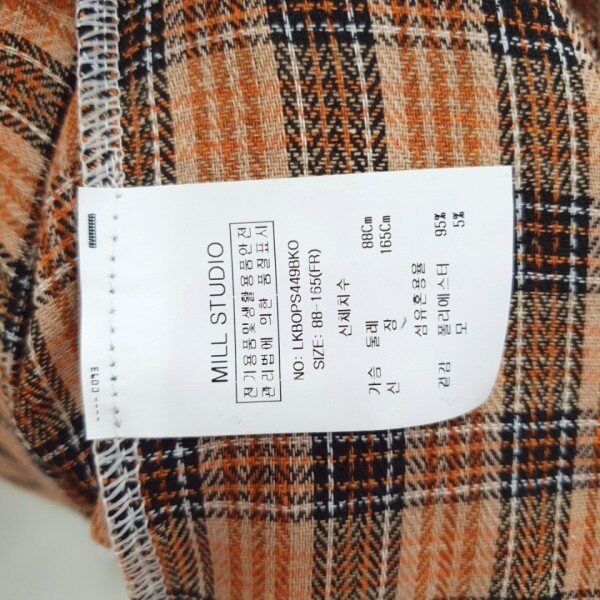 MILL STUDIO
전기용품및생활용품안전
관리법에 의한 품질표시
NO: LKBOPS449BKO
SIZE: 88-165(FR)
신체치수
가슴 둘레 88Cm
신 장 165Cm
섬유혼용율
겉감 폴리에스터 95%
모 5%